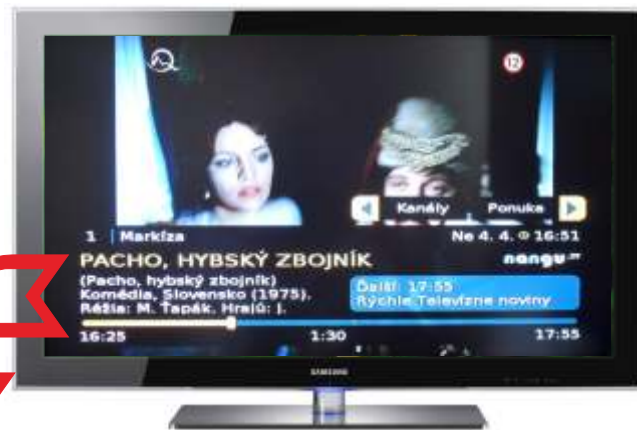 12
Kanály Ponuka
1 Markíza Ne 4. 4. 16:51
PACHO, HYBSKÝ ZBOJNÍK
nangu
(Pacho, hybský zbojník)
Komédia, Slovensko (1975).
Réžia: M. Ťapák. Hrajú: J.
Ďalší: 17:55
Rýchle Televízne noviny
16:25 1:30 17:55
SAMSUNG